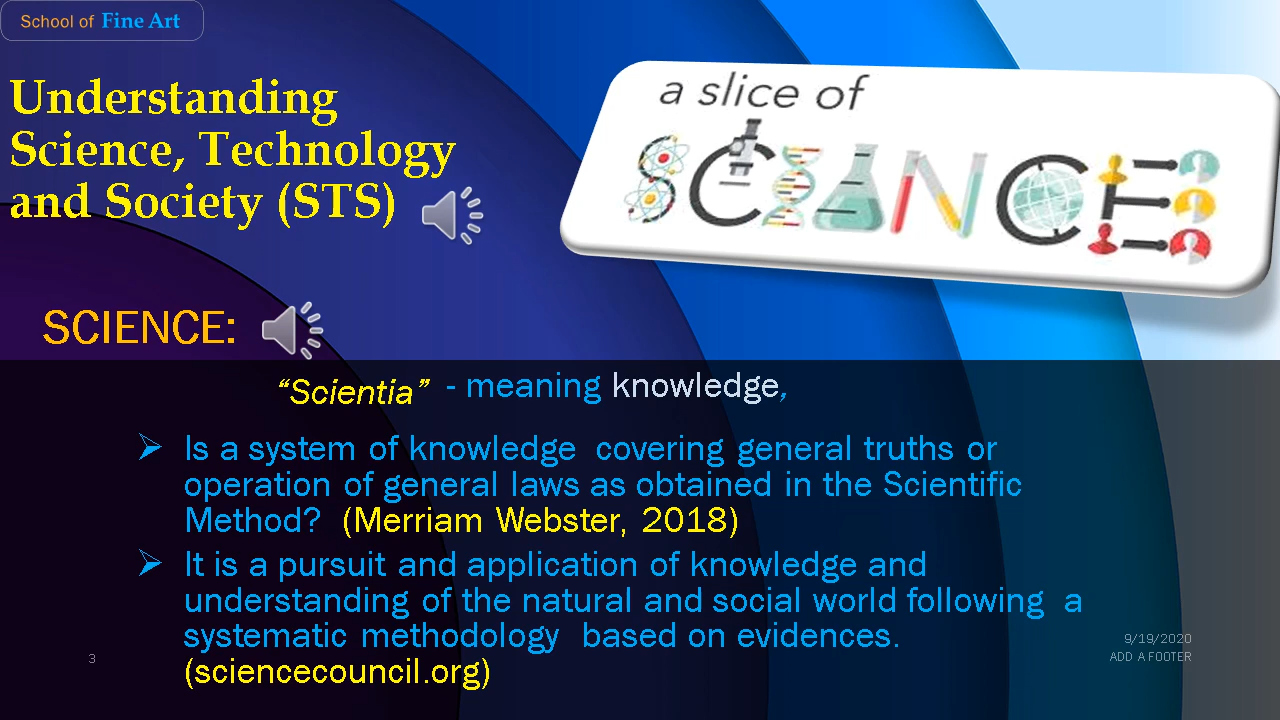 School of Fine Art
Understanding
Science, Technology
and Society (STS)
a slice of
SCIENCE
SCIENCE:
“Scientia” - meaning knowledge,
Is a system of knowledge covering general truths or
operation of general laws as obtained in the Scientific
Method? (Merriam Webster, 2018)
It is a pursuit and application of knowledge and
understanding of the natural and social world following a
systematic methodology based on evidences.
(sciencecouncil.org)
9/19/2020
ADD A FOOTER
3